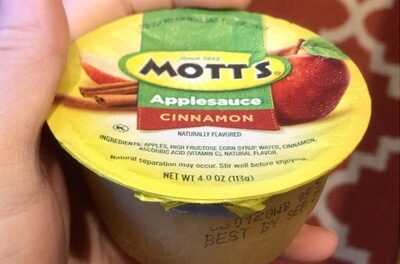 since 1842
MOTT'S
Applesauce
CINNAMON
NATURALLY FLAVORED
INGREDIENTS: APPLES, HIGH FRUCTOSE CORN SYRUP, WATER, CINNAMON,
ASCORBIC ACID (VITAMIN C), NATURAL FLAVOR.
Natural separation may occur. Stir well before enjoying.
NET WT 4.0 OZ (113g)
BEST BY SEP